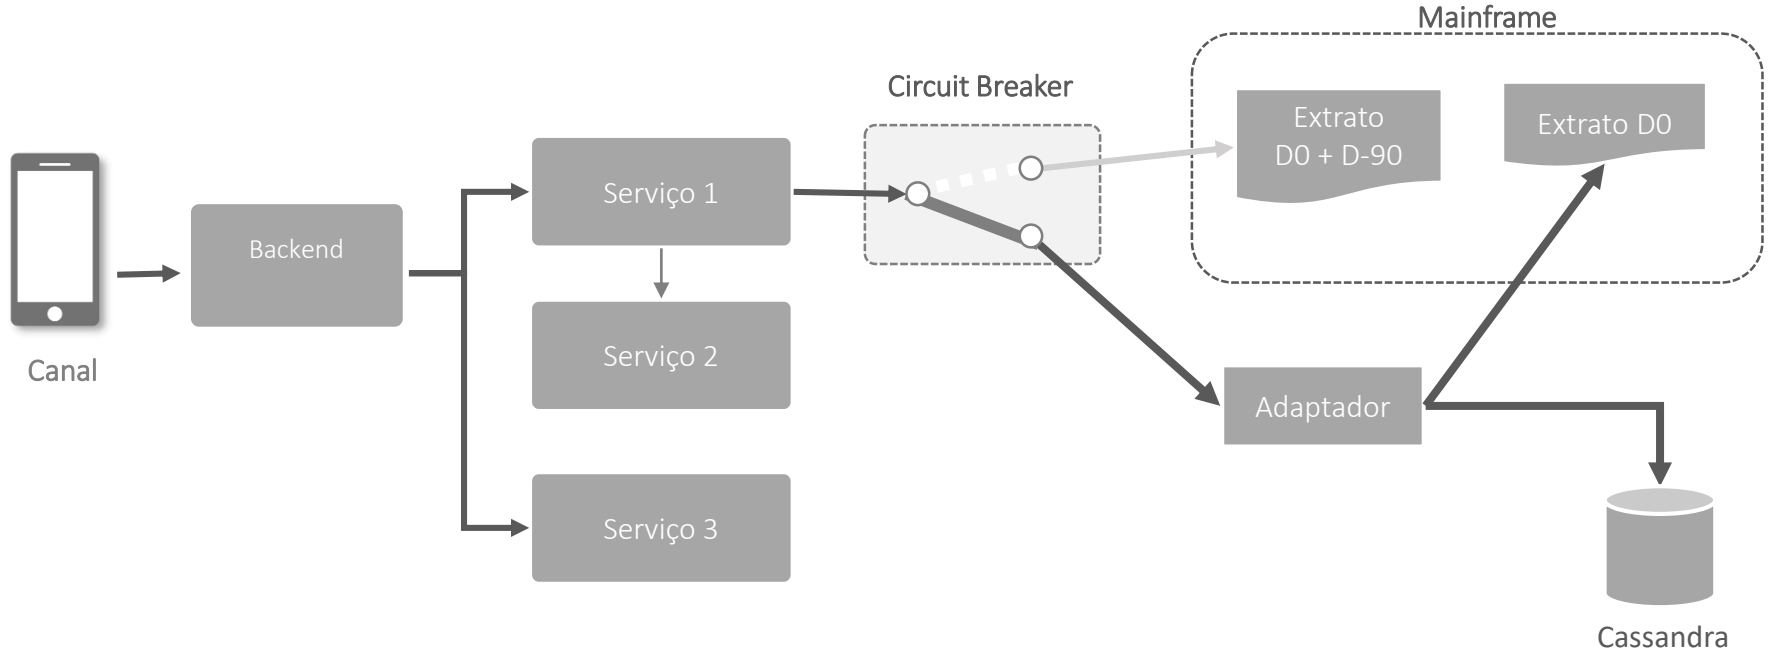 Mainframe
Circuit Breaker
Extrato
D0 + D-90
Extrato D0
Serviço 1
Backend
Serviço 2
Canal
Adaptador
Serviço 3
Cassandra